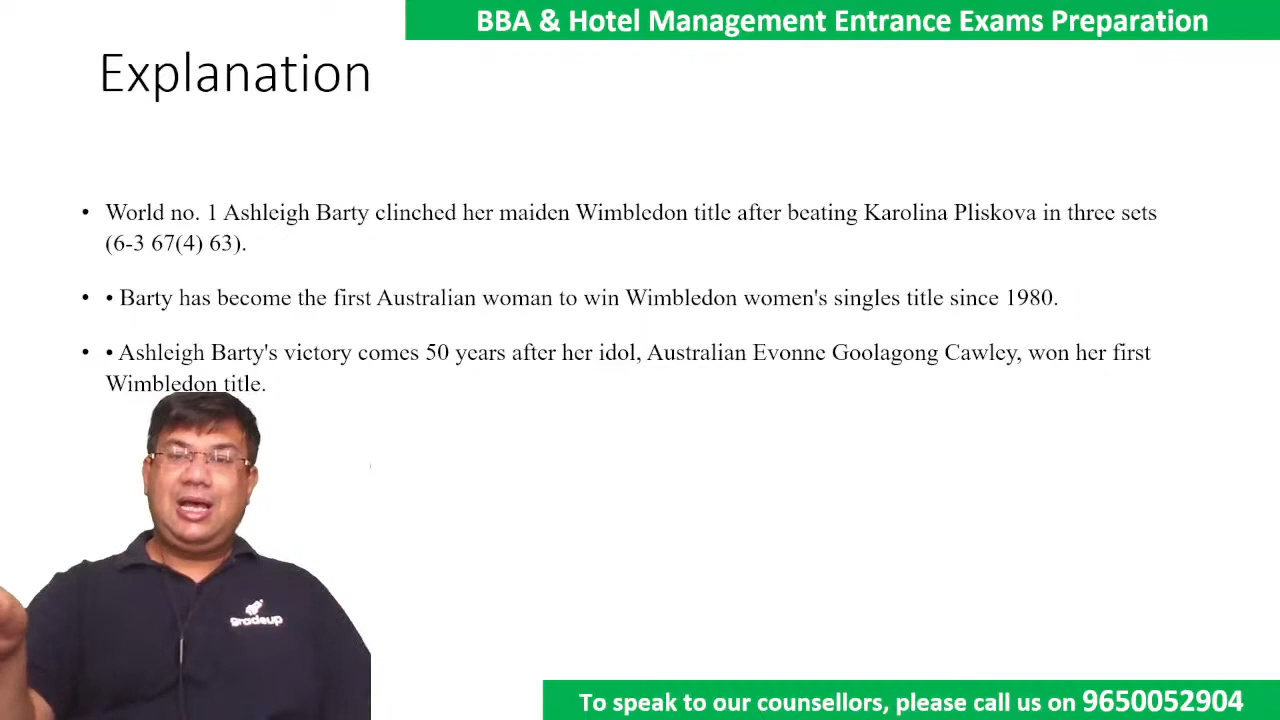 BBA & Hotel Management Entrance Exams Preparation
Explanation
• World no. 1 Ashleigh Barty clinched her maiden Wimbledon title after beating Karolina Pliskova in three sets
(6-3 67(4) 63).
• • Barty has become the first Australian woman to win Wimbledon women's singles title since 1980.
• • Ashleigh Barty's victory comes 50 years after her idol, Australian Evonne Goolagong Cawley, won her first
Wimbledon title.
gradeup
To speak to our counsellors, please call us on 9650052904